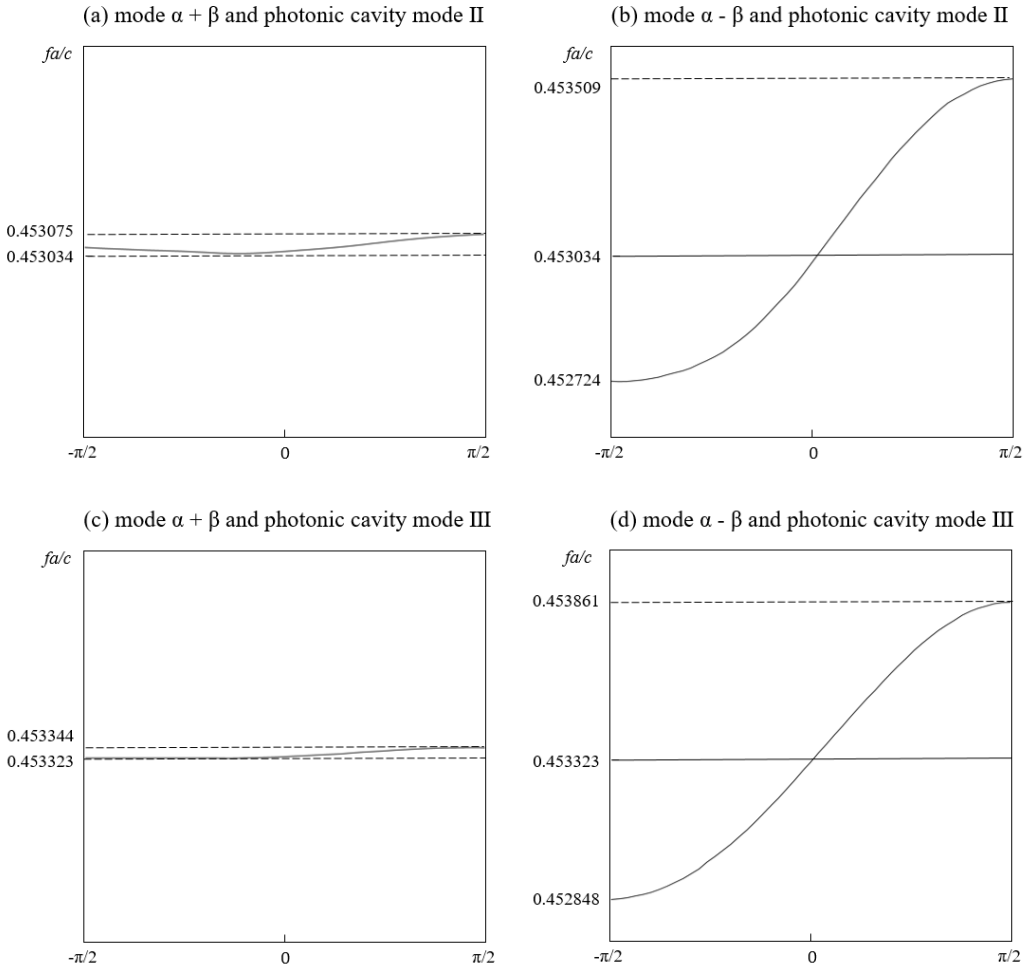 (a) mode α + β and photonic cavity mode II
fa/c
0.453075
0.453034
-π/2
0
π/2
(b) mode α - β and photonic cavity mode II
fa/c
0.453509
0.453034
0.452724
-π/2
0
π/2
(c) mode α + β and photonic cavity mode III
fa/c
0.453344
0.453323
-π/2
0
π/2
(d) mode α - β and photonic cavity mode III
fa/c
0.453861
0.453323
0.452848
-π/2
0
π/2